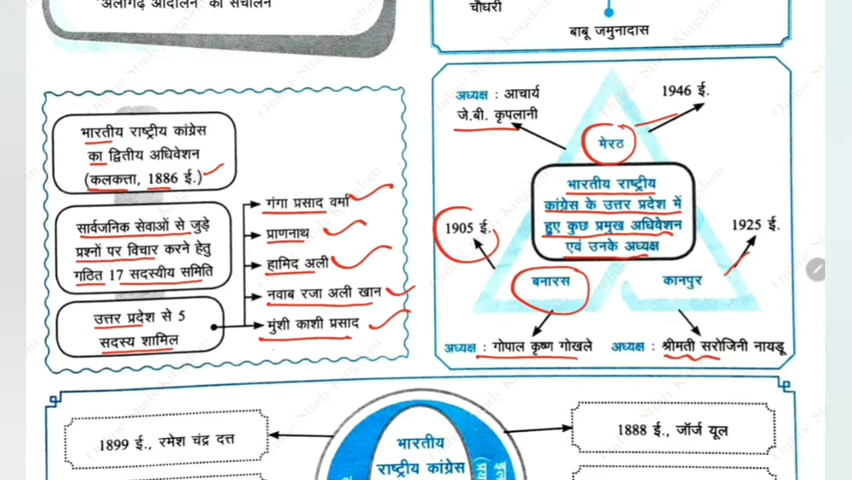 "अलीगढ़ आंदोलन" का संचालन
चौधरी
बाबू जमुनादास
भारतीय राष्ट्रीय कांग्रेस
का द्वितीय अधिवेशन
(कलकत्ता, 1886 ई.)
सार्वजनिक सेवाओं से जुड़े
प्रश्नों पर विचार करने हेतु
गठित 17 सदस्यीय समिति
उत्तर प्रदेश से 5
सदस्य शामिल
गंगा प्रसाद वर्मा
प्राणनाथ
हामिद अली
नवाब रजा अली खान
मुंशी काशी प्रसाद
अध्यक्ष : आचार्य
जे.बी. कृपलानी
1946 ई.
मेरठ
भारतीय राष्ट्रीय
कांग्रेस के उत्तर प्रदेश में
हुए कुछ प्रमुख अधिवेशन
एवं उनके अध्यक्ष
1905 ई.
1925 ई.
बनारस
कानपुर
अध्यक्ष : गोपाल कृष्ण गोखले
अध्यक्ष : श्रीमती सरोजिनी नायडू
1899 ई., रमेश चंद्र दत्त
भारतीय
राष्ट्रीय कांग्रेस
1888 ई., जॉर्ज यूल